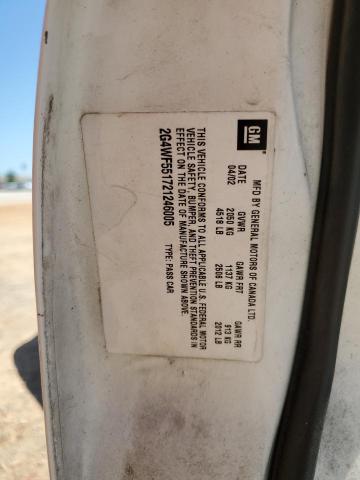 GM
MFD BY GENERAL MOTORS OF CANADA LTD.
DATE GVWR GAWR FRT GAWR RR
04/02 2050 KG 1137 KG 913 KG
4518 LB 2506 LB 2012 LB
THIS VEHICLE CONFORMS TO ALL APPLICABLE U.S. FEDERAL MOTOR
VEHICLE SAFETY, BUMPER, AND THEFT PREVENTION STANDARDS IN
EFFECT ON THE DATE OF MANUFACTURE SHOWN ABOVE.
2G4WF551721246005 TYPE: PASS CAR